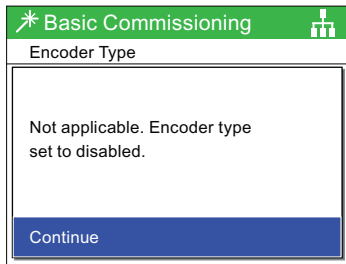 Basic Commissioning
Encoder Type
Not applicable. Encoder type
set to disabled.
Continue